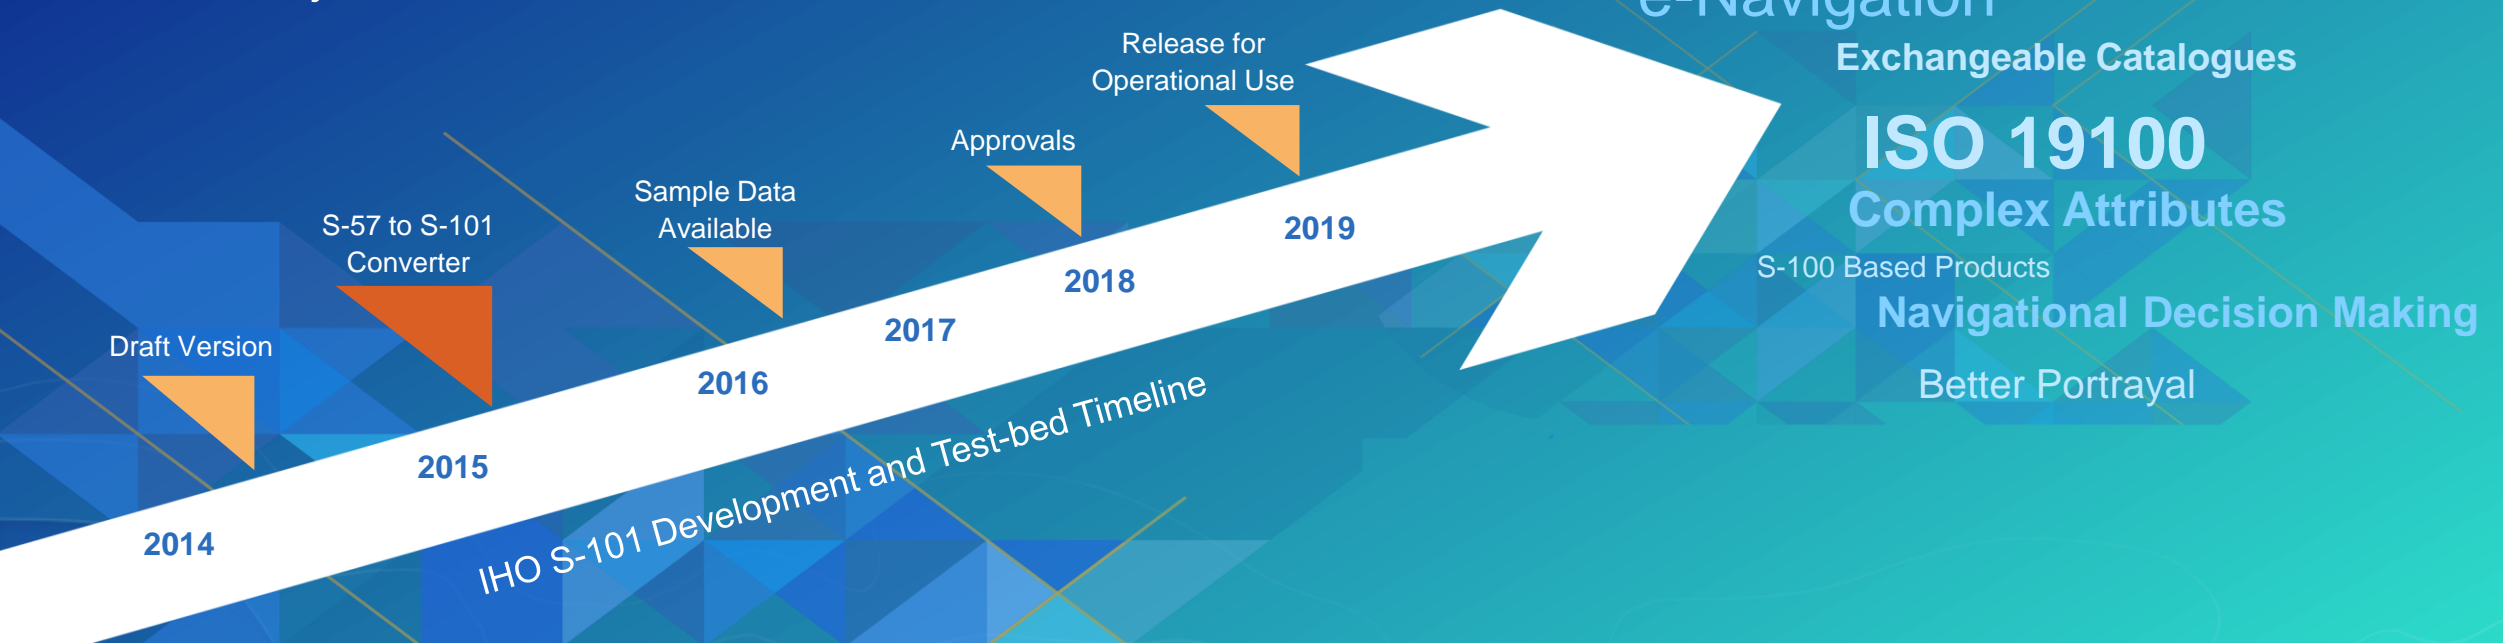 e-Navigation
Release for
Operational Use
Exchangeable Catalogues
Approvals
ISO 19100
Sample Data
Available
Complex Attributes
S-57 to S-101
Converter
2019
S-100 Based Products
2018
Navigational Decision Making
Draft Version
2017
2016
Better Portrayal
2015
2014
IHO S-101 Development and Test-bed Timeline